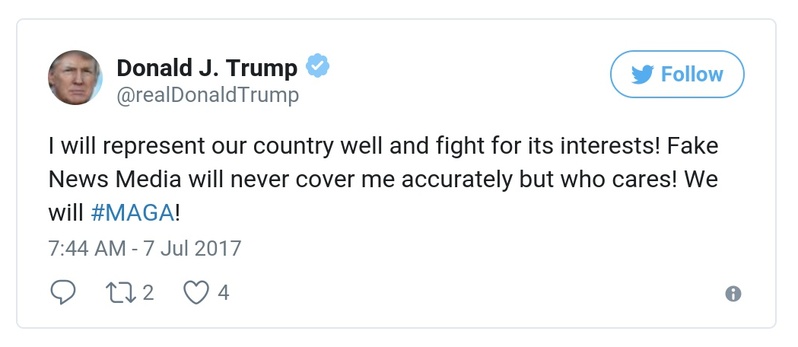 Donald J. Trump
@realDonaldTrump
Follow
I will represent our country well and fight for its interests! Fake
News Media will never cover me accurately but who cares! We
will #MAGA!
7:44 AM - 7 Jul 2017
2 4